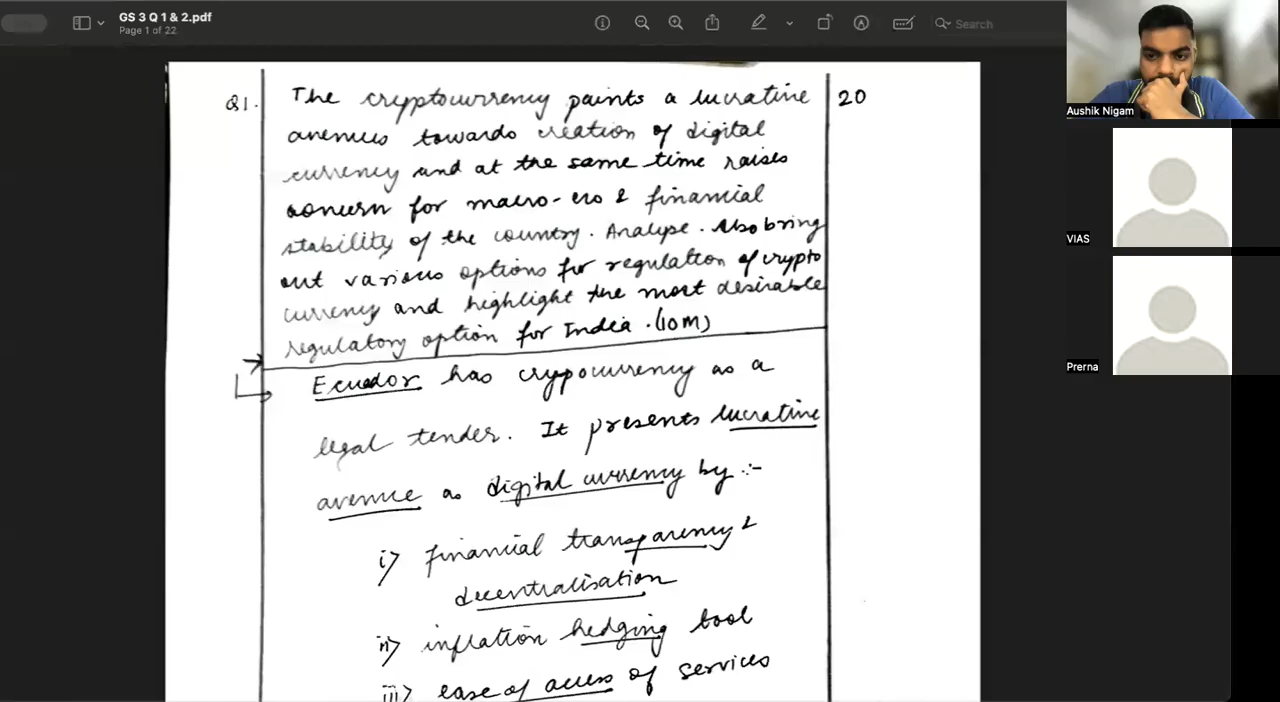 GS 3 Q 1 & 2.pdf
Page 1 of 22
Search
Aushik Nigam
VIAS
Prerna
Q1. The cryptocurrency paints a lucrative 20
avenues towards creation of digital
currency and at the same time raises
concern for macro-eco & financial
stability of the country. Analyse. Also bring
out various options for regulation of crypto
currency and highlight the most desirable
regulatory option for India. (10M)
Ecuador has crypocurrency as a
legal tender. It presents lucrative
avenue as digital currency by :-
i) financial transparency &
decentralisation
ii) inflation hedging tool
iii) ease of access of services